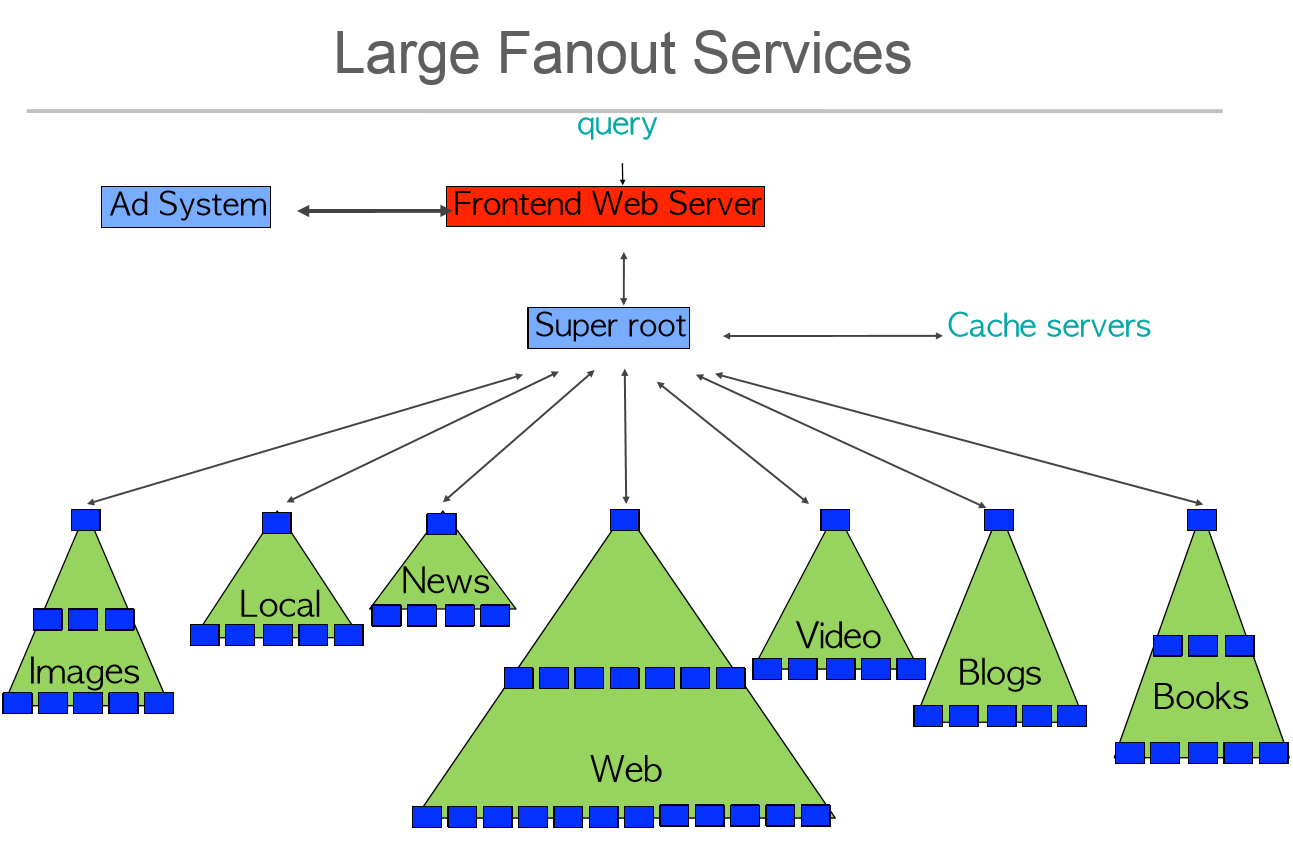 Large Fanout Services
query
Ad System
Frontend Web Server
Super root
Cache servers
Images
Local
News
Web
Video
Blogs
Books